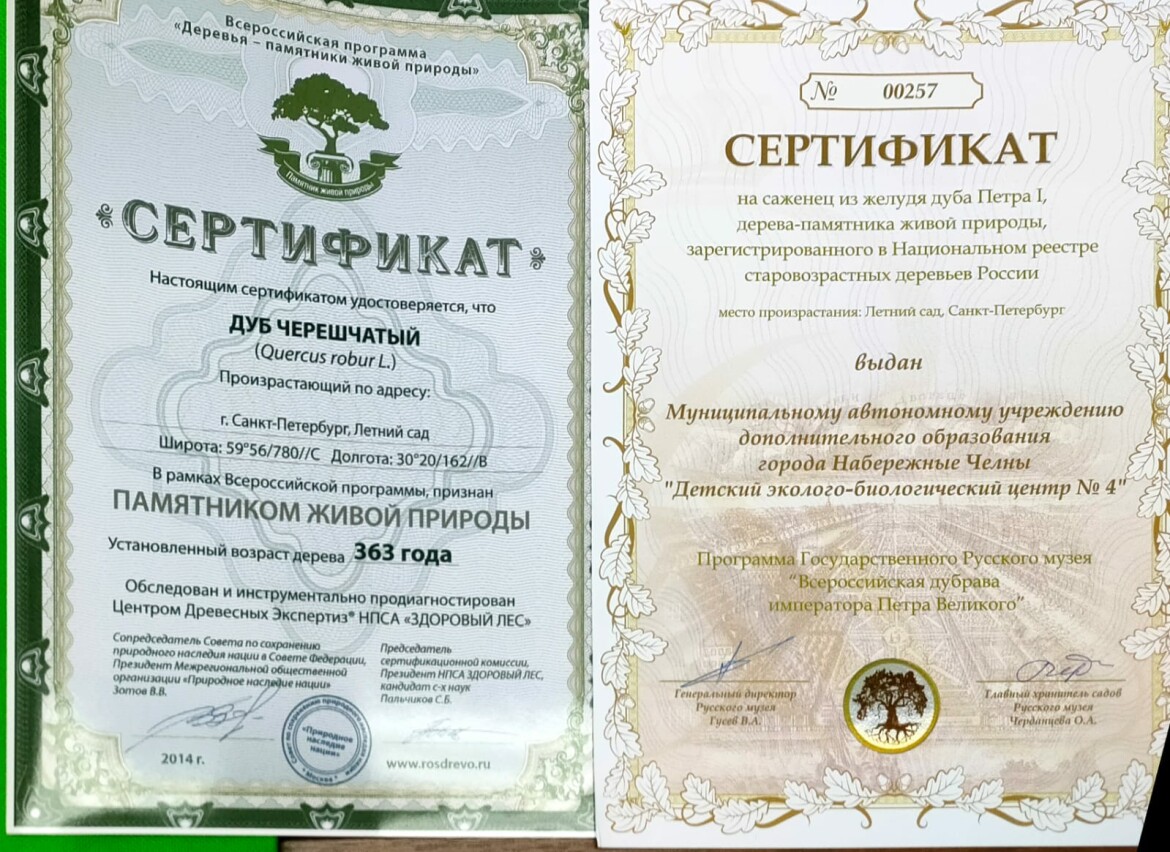 Всероссийская программа
«Деревья – памятники живой природы»
Памятник живой природы
СЕРТИФИКАТ
Настоящим сертификатом удостоверяется, что
ДУБ ЧЕРЕШЧАТЫЙ
(Quercus robur L.)
Произрастающий по адресу:
г. Санкт-Петербург, Летний сад
Широта: 59°56/780//С Долгота: 30°20/162//В
В рамках Всероссийской программы, признан
ПАМЯТНИКОМ ЖИВОЙ ПРИРОДЫ
Установленный возраст дерева 363 года
Обследован и инструментально продиагностирован
Центром Древесных Экспертиз® НПСА «ЗДОРОВЫЙ ЛЕС»
Сопредседатель Совета по сохранению
природного наследия нации в Совете Федерации,
Президент Межрегиональной общественной
организации «Природное наследие нации»
Зотов В.В.
Председатель
сертификационной комиссии,
Президент НПСА ЗДОРОВЫЙ ЛЕС,
кандидат с-х наук
Пальчиков С.Б.
«Природное
наследие
нации»
Москва
2014 г.
www.rosdrevo.ru
№ 00257
СЕРТИФИКАТ
на саженец из желудя дуба Петра I,
дерева-памятника живой природы,
зарегистрированного в Национальном реестре
старовозрастных деревьев России
место произрастания: Летний сад, Санкт-Петербург
выдан
Муниципальному автономному учреждению
дополнительного образования
города Набережные Челны
"Детский эколого-биологический центр № 4"
Программа Государственного Русского музея
"Всероссийская дубрава
императора Петра Великого"
Генеральный директор
Русского музея
Гусев В.А.
Главный хранитель садов
Русского музея
Черданцева О.А.